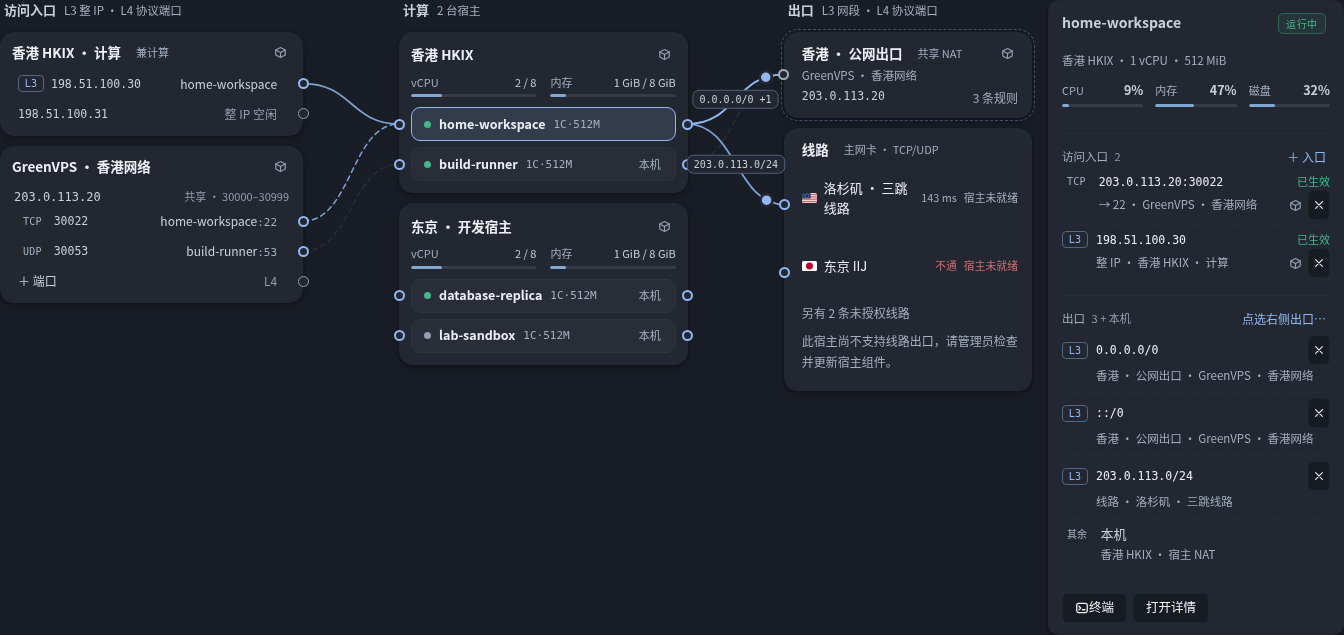 访问入口 L3 整 IP · L4 协议端口
香港 HKIX · 计算 兼计算
L3 198.51.100.30 home-workspace
198.51.100.31 整 IP 空闲
GreenVPS · 香港网络
203.0.113.20 共享 · 30000–30999
TCP 30022 home-workspace:22
UDP 30053 build-runner:53
＋ 端口 L4
计算 2 台宿主
香港 HKIX
vCPU 2 / 8 内存 1 GiB / 8 GiB
home-workspace 1C·512M
build-runner 1C·512M 本机
东京 · 开发宿主
vCPU 2 / 8 内存 1 GiB / 8 GiB
database-replica 1C·512M 本机
lab-sandbox 1C·512M 本机
0.0.0.0/0 +1
203.0.113.0/24
出口 L3 网段 · L4 协议端口
香港 · 公网出口 共享 NAT
GreenVPS · 香港网络
203.0.113.20 3 条规则
线路 主网卡 · TCP/UDP
洛杉矶 · 三跳
线路 143 ms 宿主未就绪
东京 IIJ 不通 宿主未就绪
另有 2 条未授权线路
此宿主尚不支持线路出口，请管理员检查
并更新宿主组件。
home-workspace 运行中
香港 HKIX · 1 vCPU · 512 MiB
CPU 9% 内存 47% 磁盘 32%
访问入口 2 ＋ 入口
TCP 203.0.113.20:30022 已生效
→ 22 · GreenVPS · 香港网络
L3 198.51.100.30 已生效
整 IP · 香港 HKIX · 计算
出口 3 + 本机 点选右侧出口…
L3 0.0.0.0/0
香港 · 公网出口 · GreenVPS · 香港网络
L3 ::/0
香港 · 公网出口 · GreenVPS · 香港网络
L3 203.0.113.0/24
线路 · 洛杉矶 · 三跳线路
其余 本机
香港 HKIX · 宿主 NAT
终端 打开详情